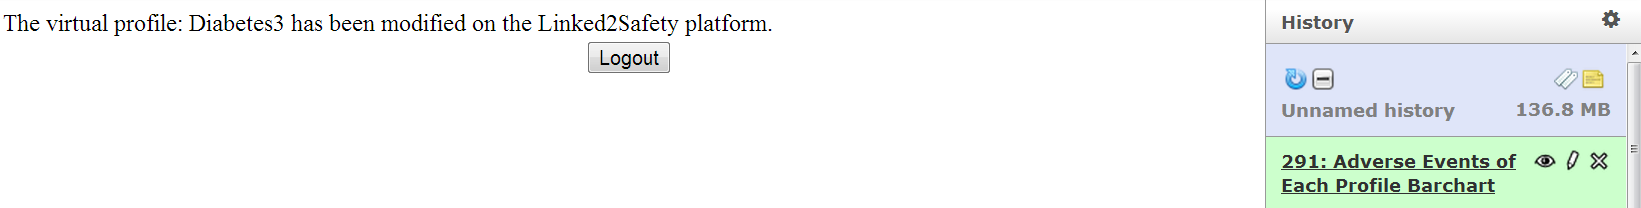 The virtual profile: Diabetes3 has been modified on the Linked2Safety platform.
Logout
History
Unnamed history 136.8 MB
291: Adverse Events of
Each Profile Barchart